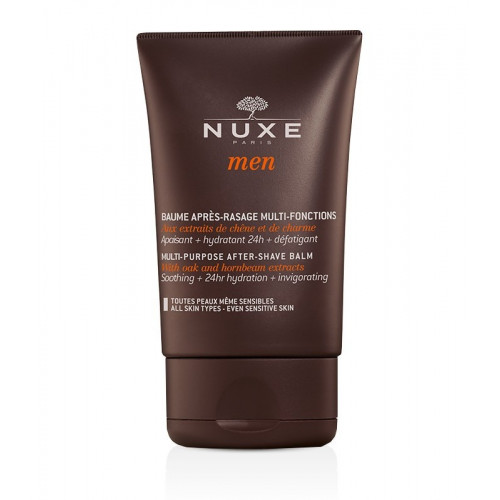 NUXE
PARIS
men
BAUME APRÈS-RASAGE MULTI-FONCTIONS
Aux extraits de chêne et de charme
Apaisant + hydratant 24h + défatigant
MULTI-PURPOSE AFTER-SHAVE BALM
With oak and hornbeam extracts
Soothing + 24hr hydration + invigorating
TOUTES PEAUX MÊME SENSIBLES
ALL SKIN TYPES - EVEN SENSITIVE SKIN